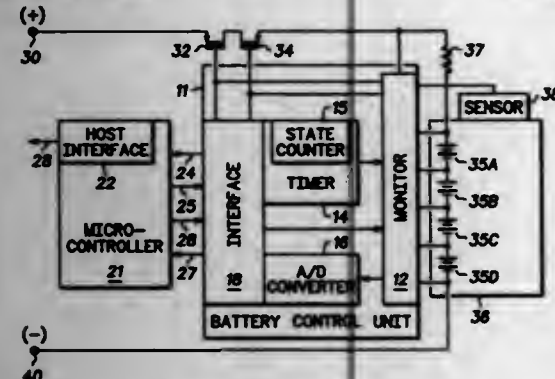 (+)
30
32
34
37
11
15
38
SENSOR
HOST INTERFACE
STATE COUNTER
28
22
24
TIMER
35A
25
14
35B
MICRO-CONTROLLER
INTERFACE
MONITOR
26
16
35C
21
27
18
A/D CONVERTER
12
35D
BATTERY CONTROL UNIT
36
(-)
40